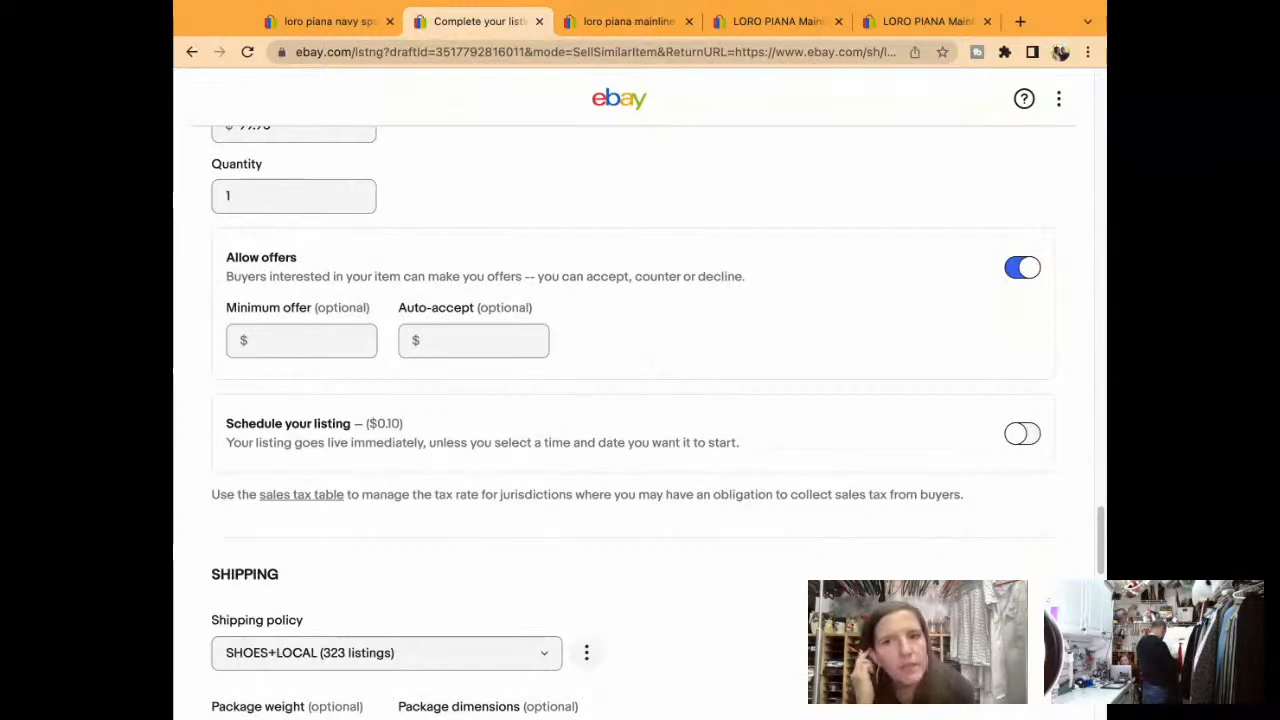 loro piana navy sp
Complete your listi
loro piana mainline
LORO PIANA Main
LORO PIANA Main
ebay.com/lstng?draftId=3517792816011&mode=SellSimilarItem&ReturnURL=https://www.ebay.com/sh/l...
ebay
Quantity
1
Allow offers
Buyers interested in your item can make you offers -- you can accept, counter or decline.
Minimum offer (optional) Auto-accept (optional)
$ $
Schedule your listing – ($0.10)
Your listing goes live immediately, unless you select a time and date you want it to start.
Use the sales tax table to manage the tax rate for jurisdictions where you may have an obligation to collect sales tax from buyers.
SHIPPING
Shipping policy
SHOES+LOCAL (323 listings)
Package weight (optional) Package dimensions (optional)